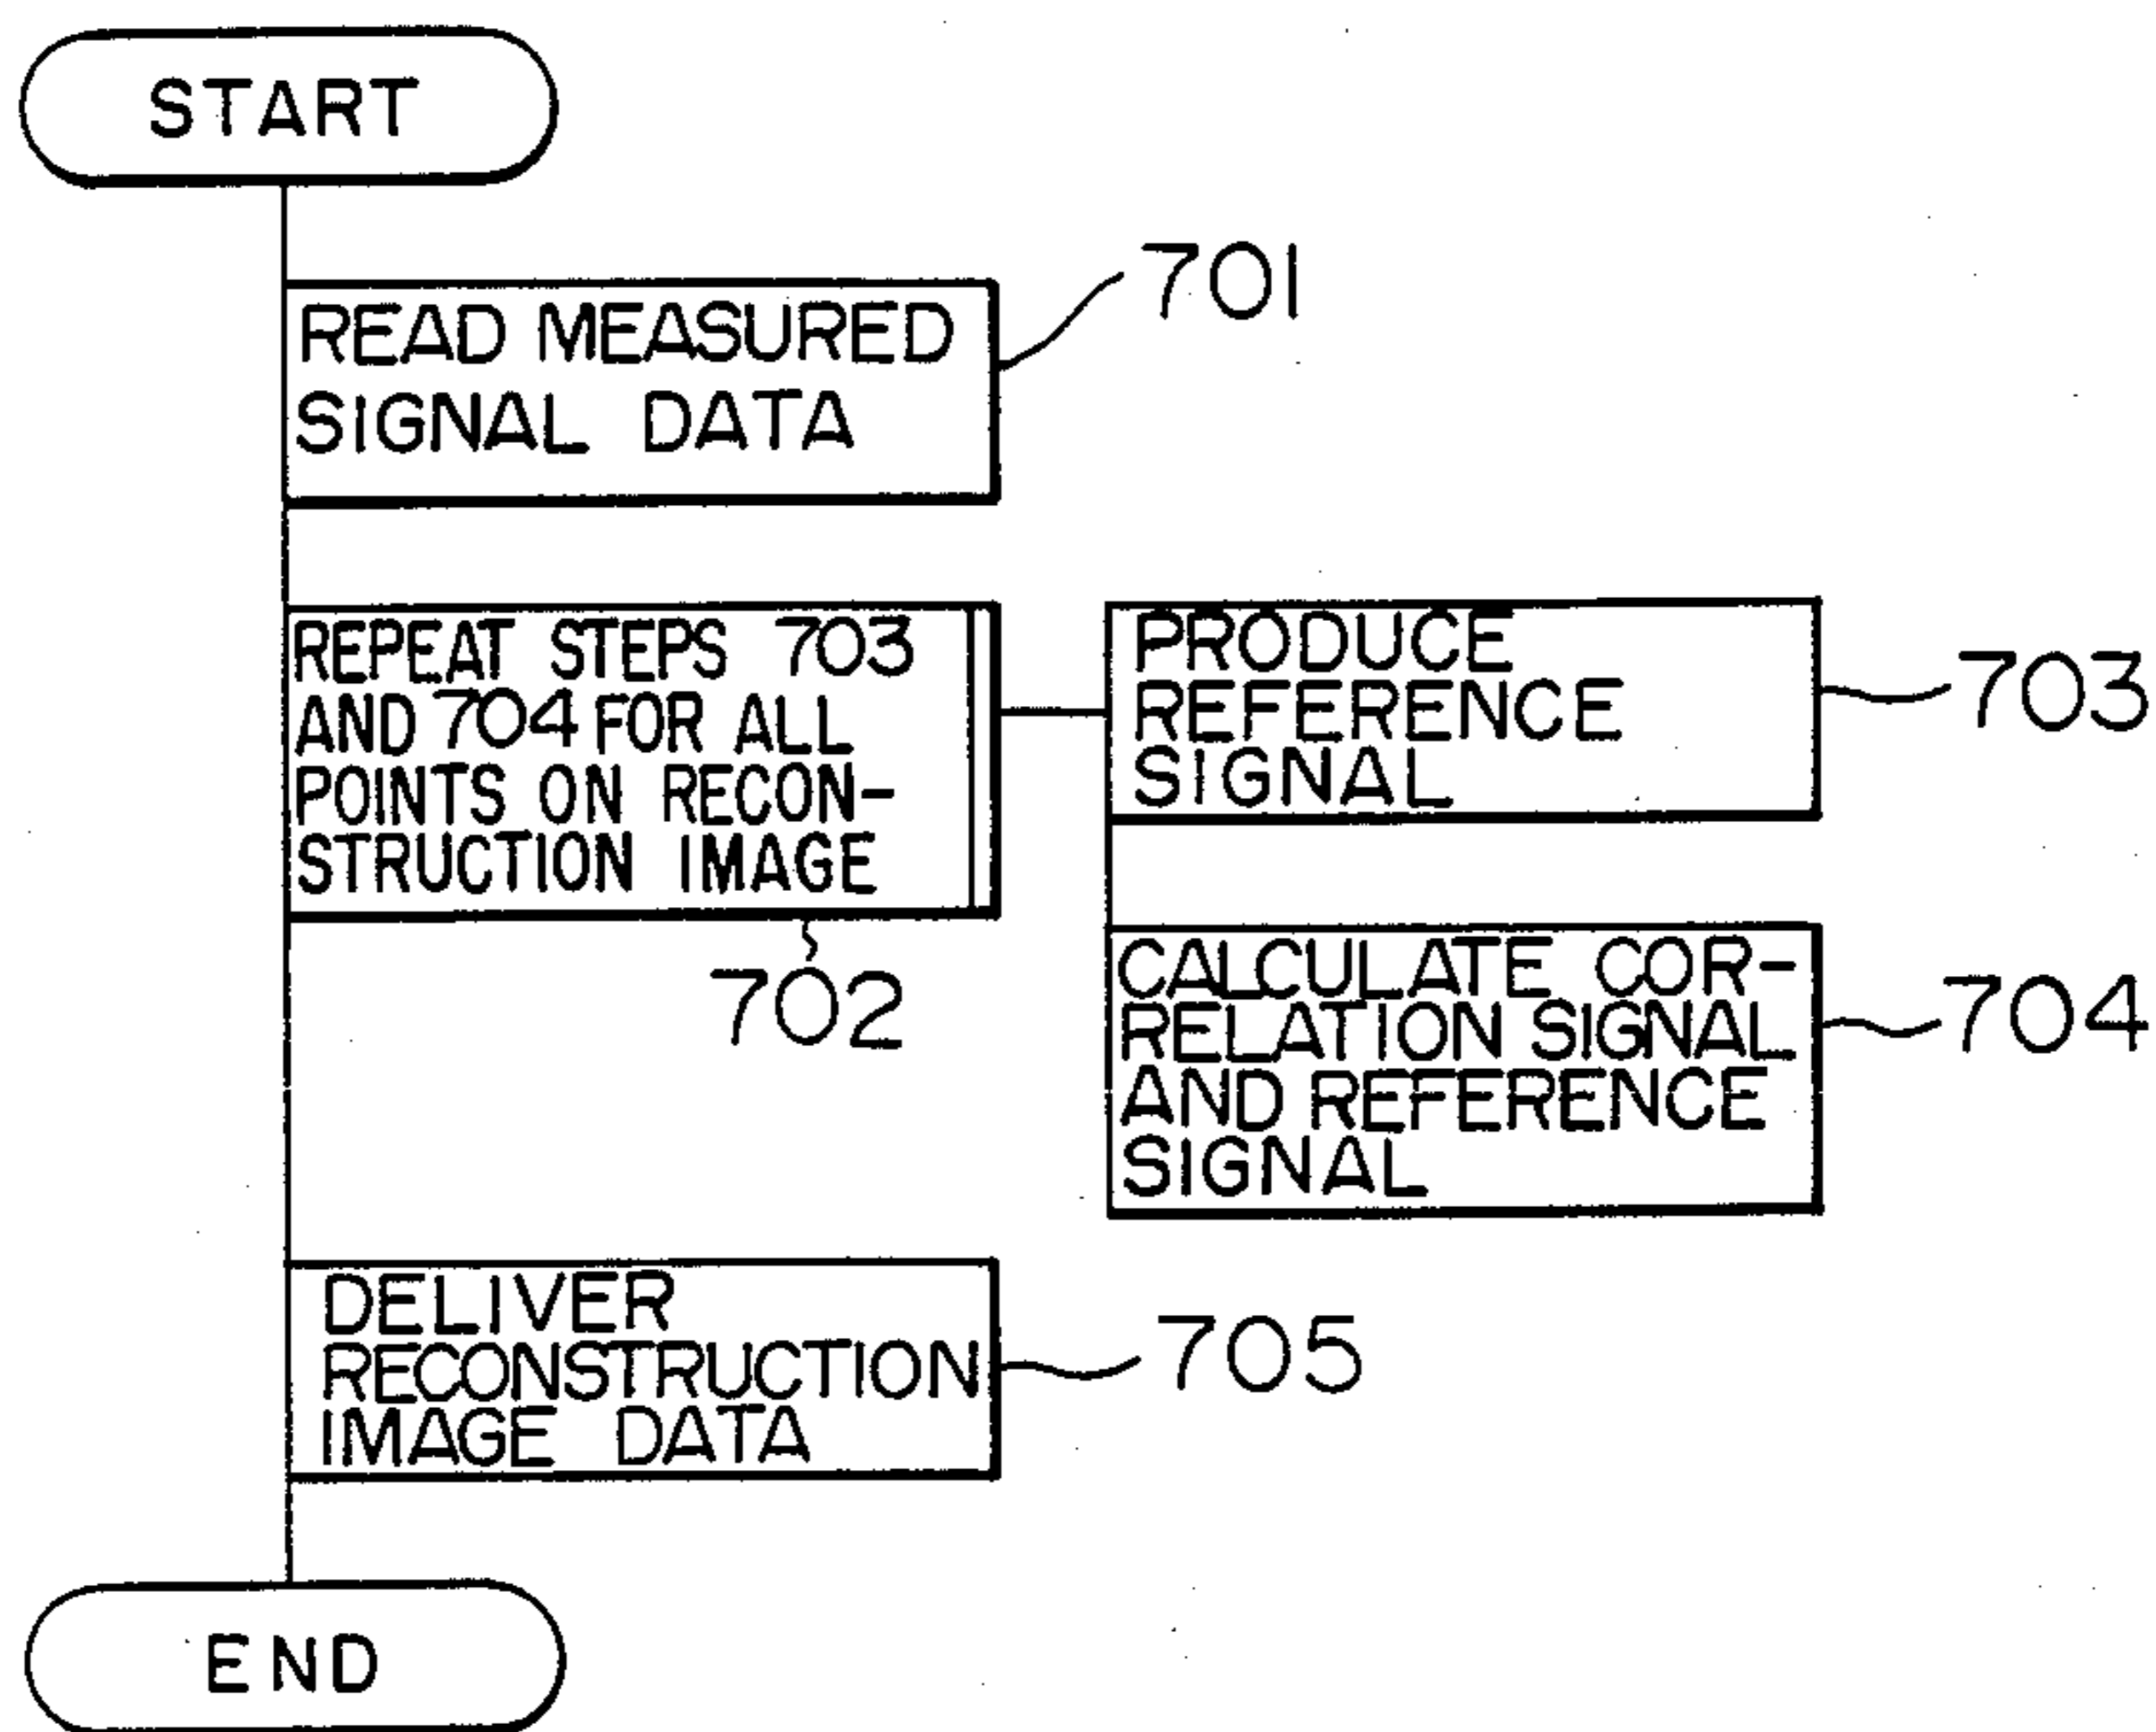 START
READ MEASURED
SIGNAL DATA
701
REPEAT STEPS 703
AND 704 FOR ALL
POINTS ON RECON-
STRUCTION IMAGE
702
PRODUCE
REFERENCE
SIGNAL
703
CALCULATE COR-
RELATION SIGNAL
AND REFERENCE
SIGNAL
704
DELIVER
RECONSTRUCTION
IMAGE DATA
705
END